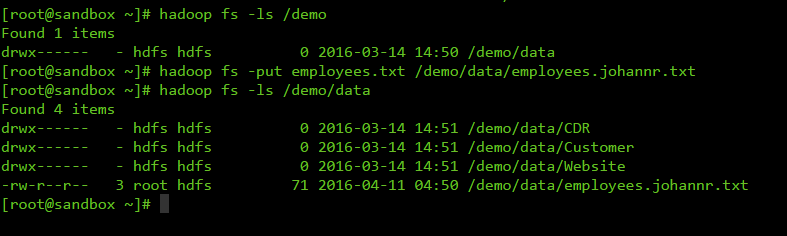 [root@sandbox ~]# hadoop fs -ls /demo
Found 1 items
drwx------   - hdfs hdfs          0 2016-03-14 14:50 /demo/data
[root@sandbox ~]# hadoop fs -put employees.txt /demo/data/employees.johannr.txt
[root@sandbox ~]# hadoop fs -ls /demo/data
Found 4 items
drwx------   - hdfs hdfs          0 2016-03-14 14:51 /demo/data/CDR
drwx------   - hdfs hdfs          0 2016-03-14 14:51 /demo/data/Customer
drwx------   - hdfs hdfs          0 2016-03-14 14:51 /demo/data/Website
-rw-r--r--   3 root hdfs         71 2016-04-11 04:50 /demo/data/employees.johannr.txt
[root@sandbox ~]#